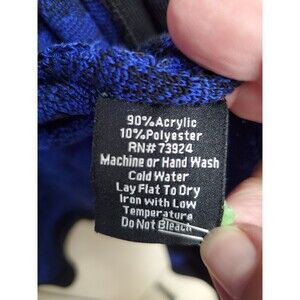 90%Acrylic
10%Polyester
RN# 73924
Machine or Hand Wash
Cold Water
Lay Flat To Dry
Iron with Low
Temperature
Do Not Bleach